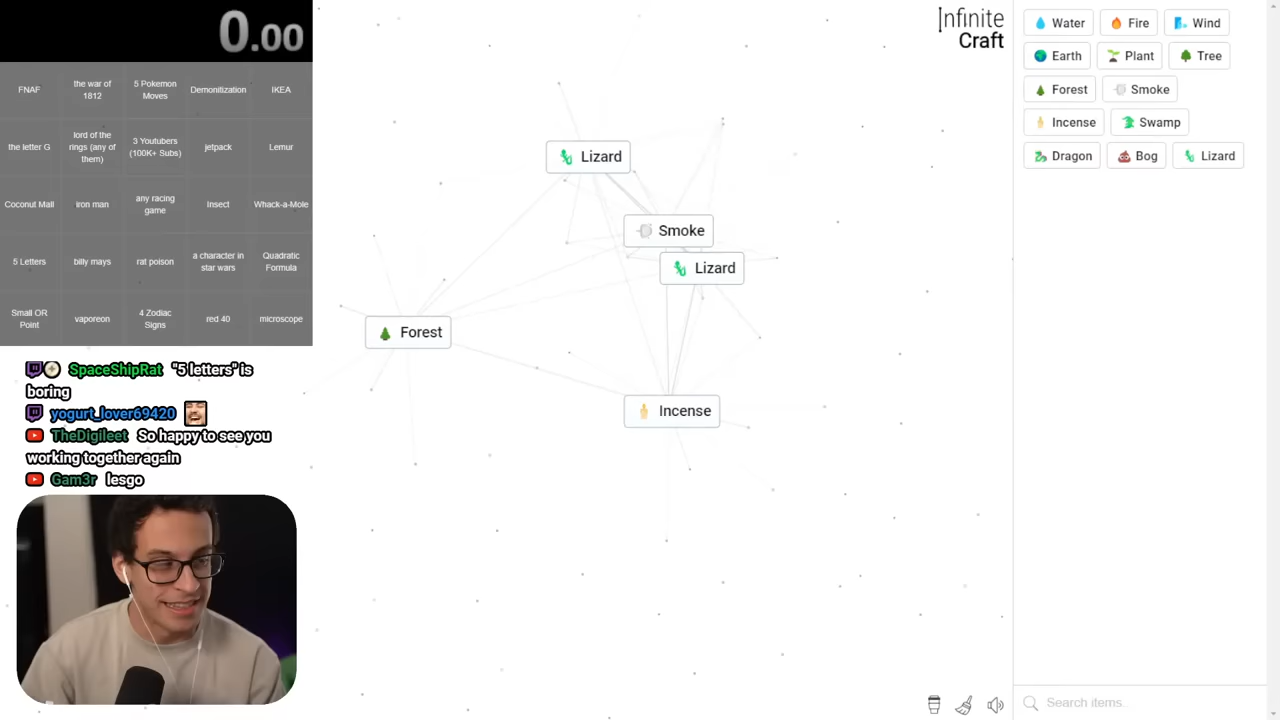 0.00
FNAF
the war of
1812
5 Pokemon
Moves
Demonitization
IKEA
the letter G
lord of the
rings (any of
them)
3 Youtubers
(100K+ Subs)
jetpack
Lemur
Coconut Mall
iron man
any racing
game
Insect
Whack-a-Mole
5 Letters
billy mays
rat poison
a character in
star wars
Quadratic
Formula
Small OR
Point
vaporeon
4 Zodiac
Signs
red 40
microscope
SpaceShipRat "5 letters" is
boring
yogurt_lover69420
TheDigileet So happy to see you
working together again
Gam3r lesgo
Infinite
Craft
Lizard
Smoke
Lizard
Forest
Incense
Water Fire Wind
Earth Plant Tree
Forest Smoke
Incense Swamp
Dragon Bog Lizard
Search items..